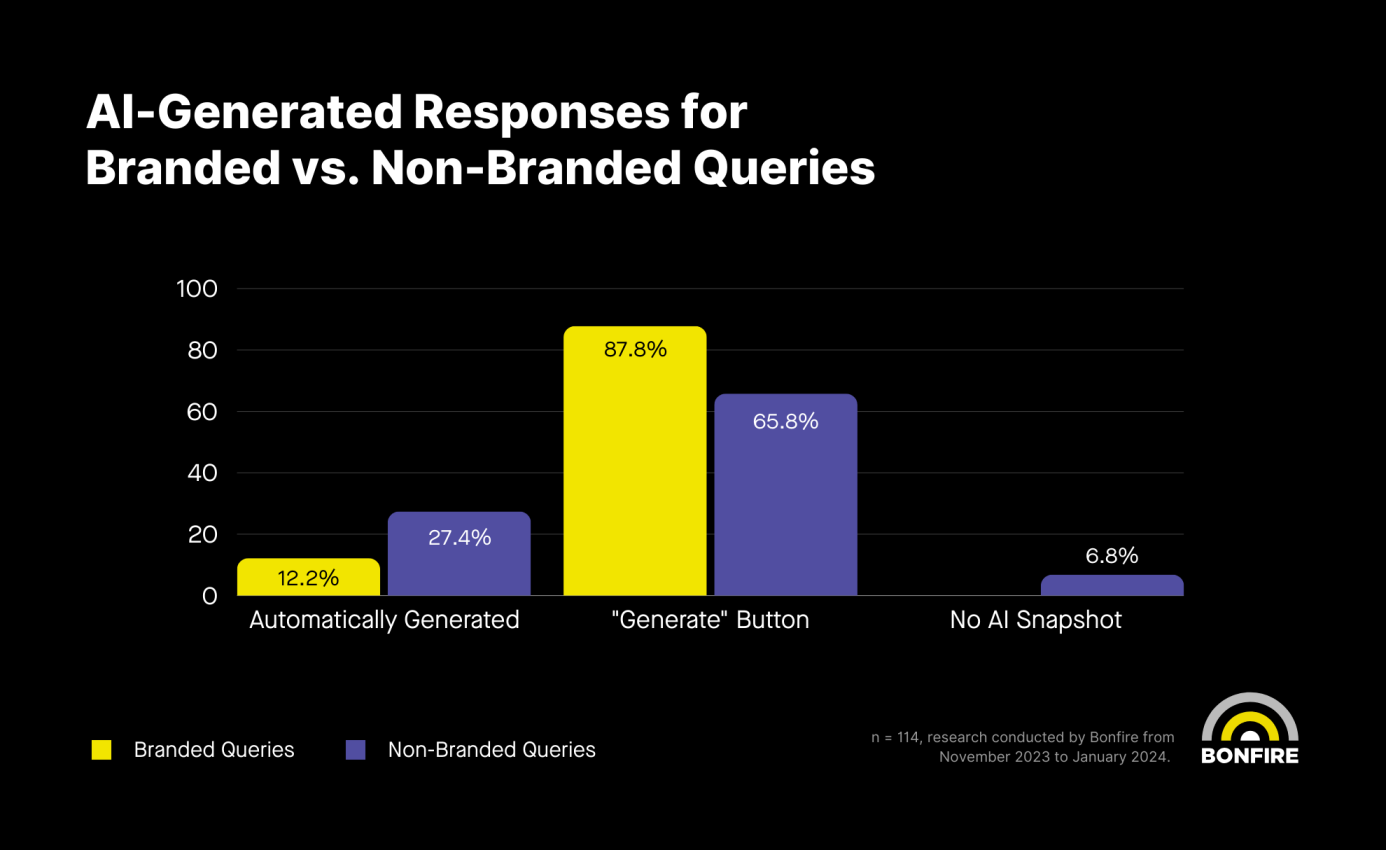 AI-Generated Responses for
Branded vs. Non-Branded Queries
100
80
60
40
20
0
12.2%
27.4%
87.8%
65.8%
6.8%
Automatically Generated
"Generate" Button
No AI Snapshot
Branded Queries
Non-Branded Queries
n = 114, research conducted by Bonfire from
November 2023 to January 2024.
BONFIRE